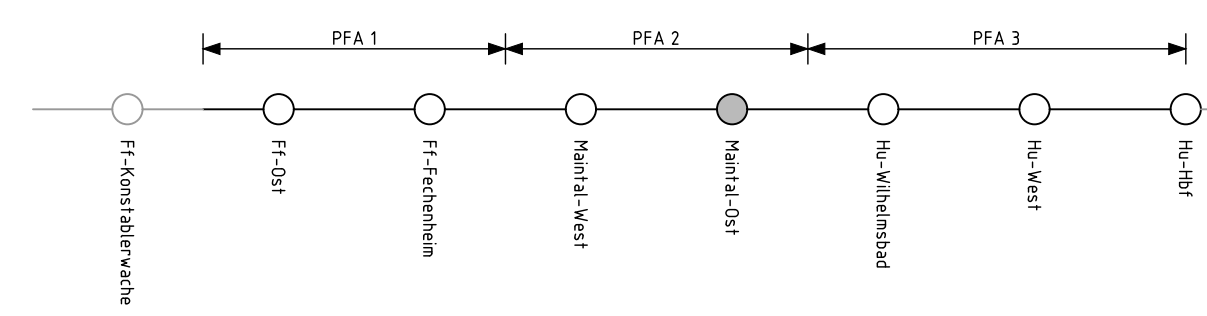 PFA 1
PFA 2
PFA 3
Ff-Konstablerwache
Ff-Ost
Ff-Fechenheim
Maintal-West
Maintal-Ost
Hu-Wilhelmsbad
Hu-West
Hu-Hbf